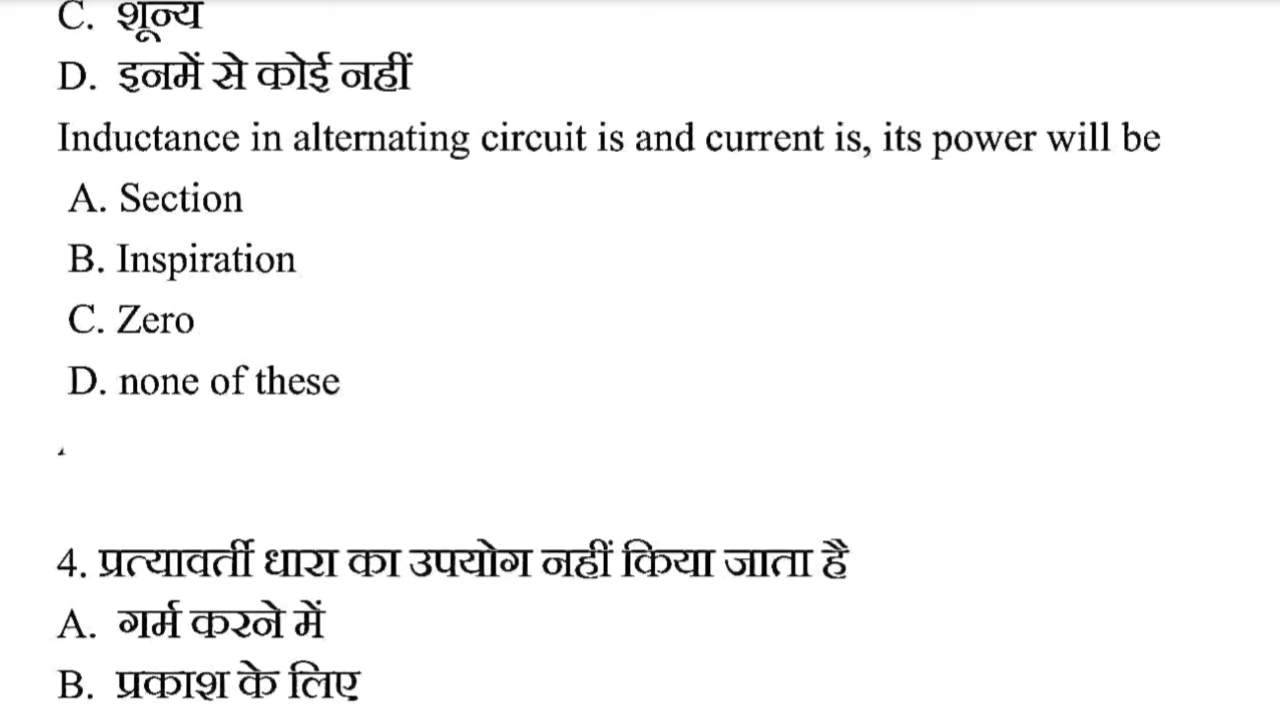 C. शून्य
D. इनमें से कोई नहीं
Inductance in alternating circuit is and current is, its power will be
A. Section
B. Inspiration
C. Zero
D. none of these
4. प्रत्यावर्ती धारा का उपयोग नहीं किया जाता है
A. गर्म करने में
B. प्रकाश के लिए